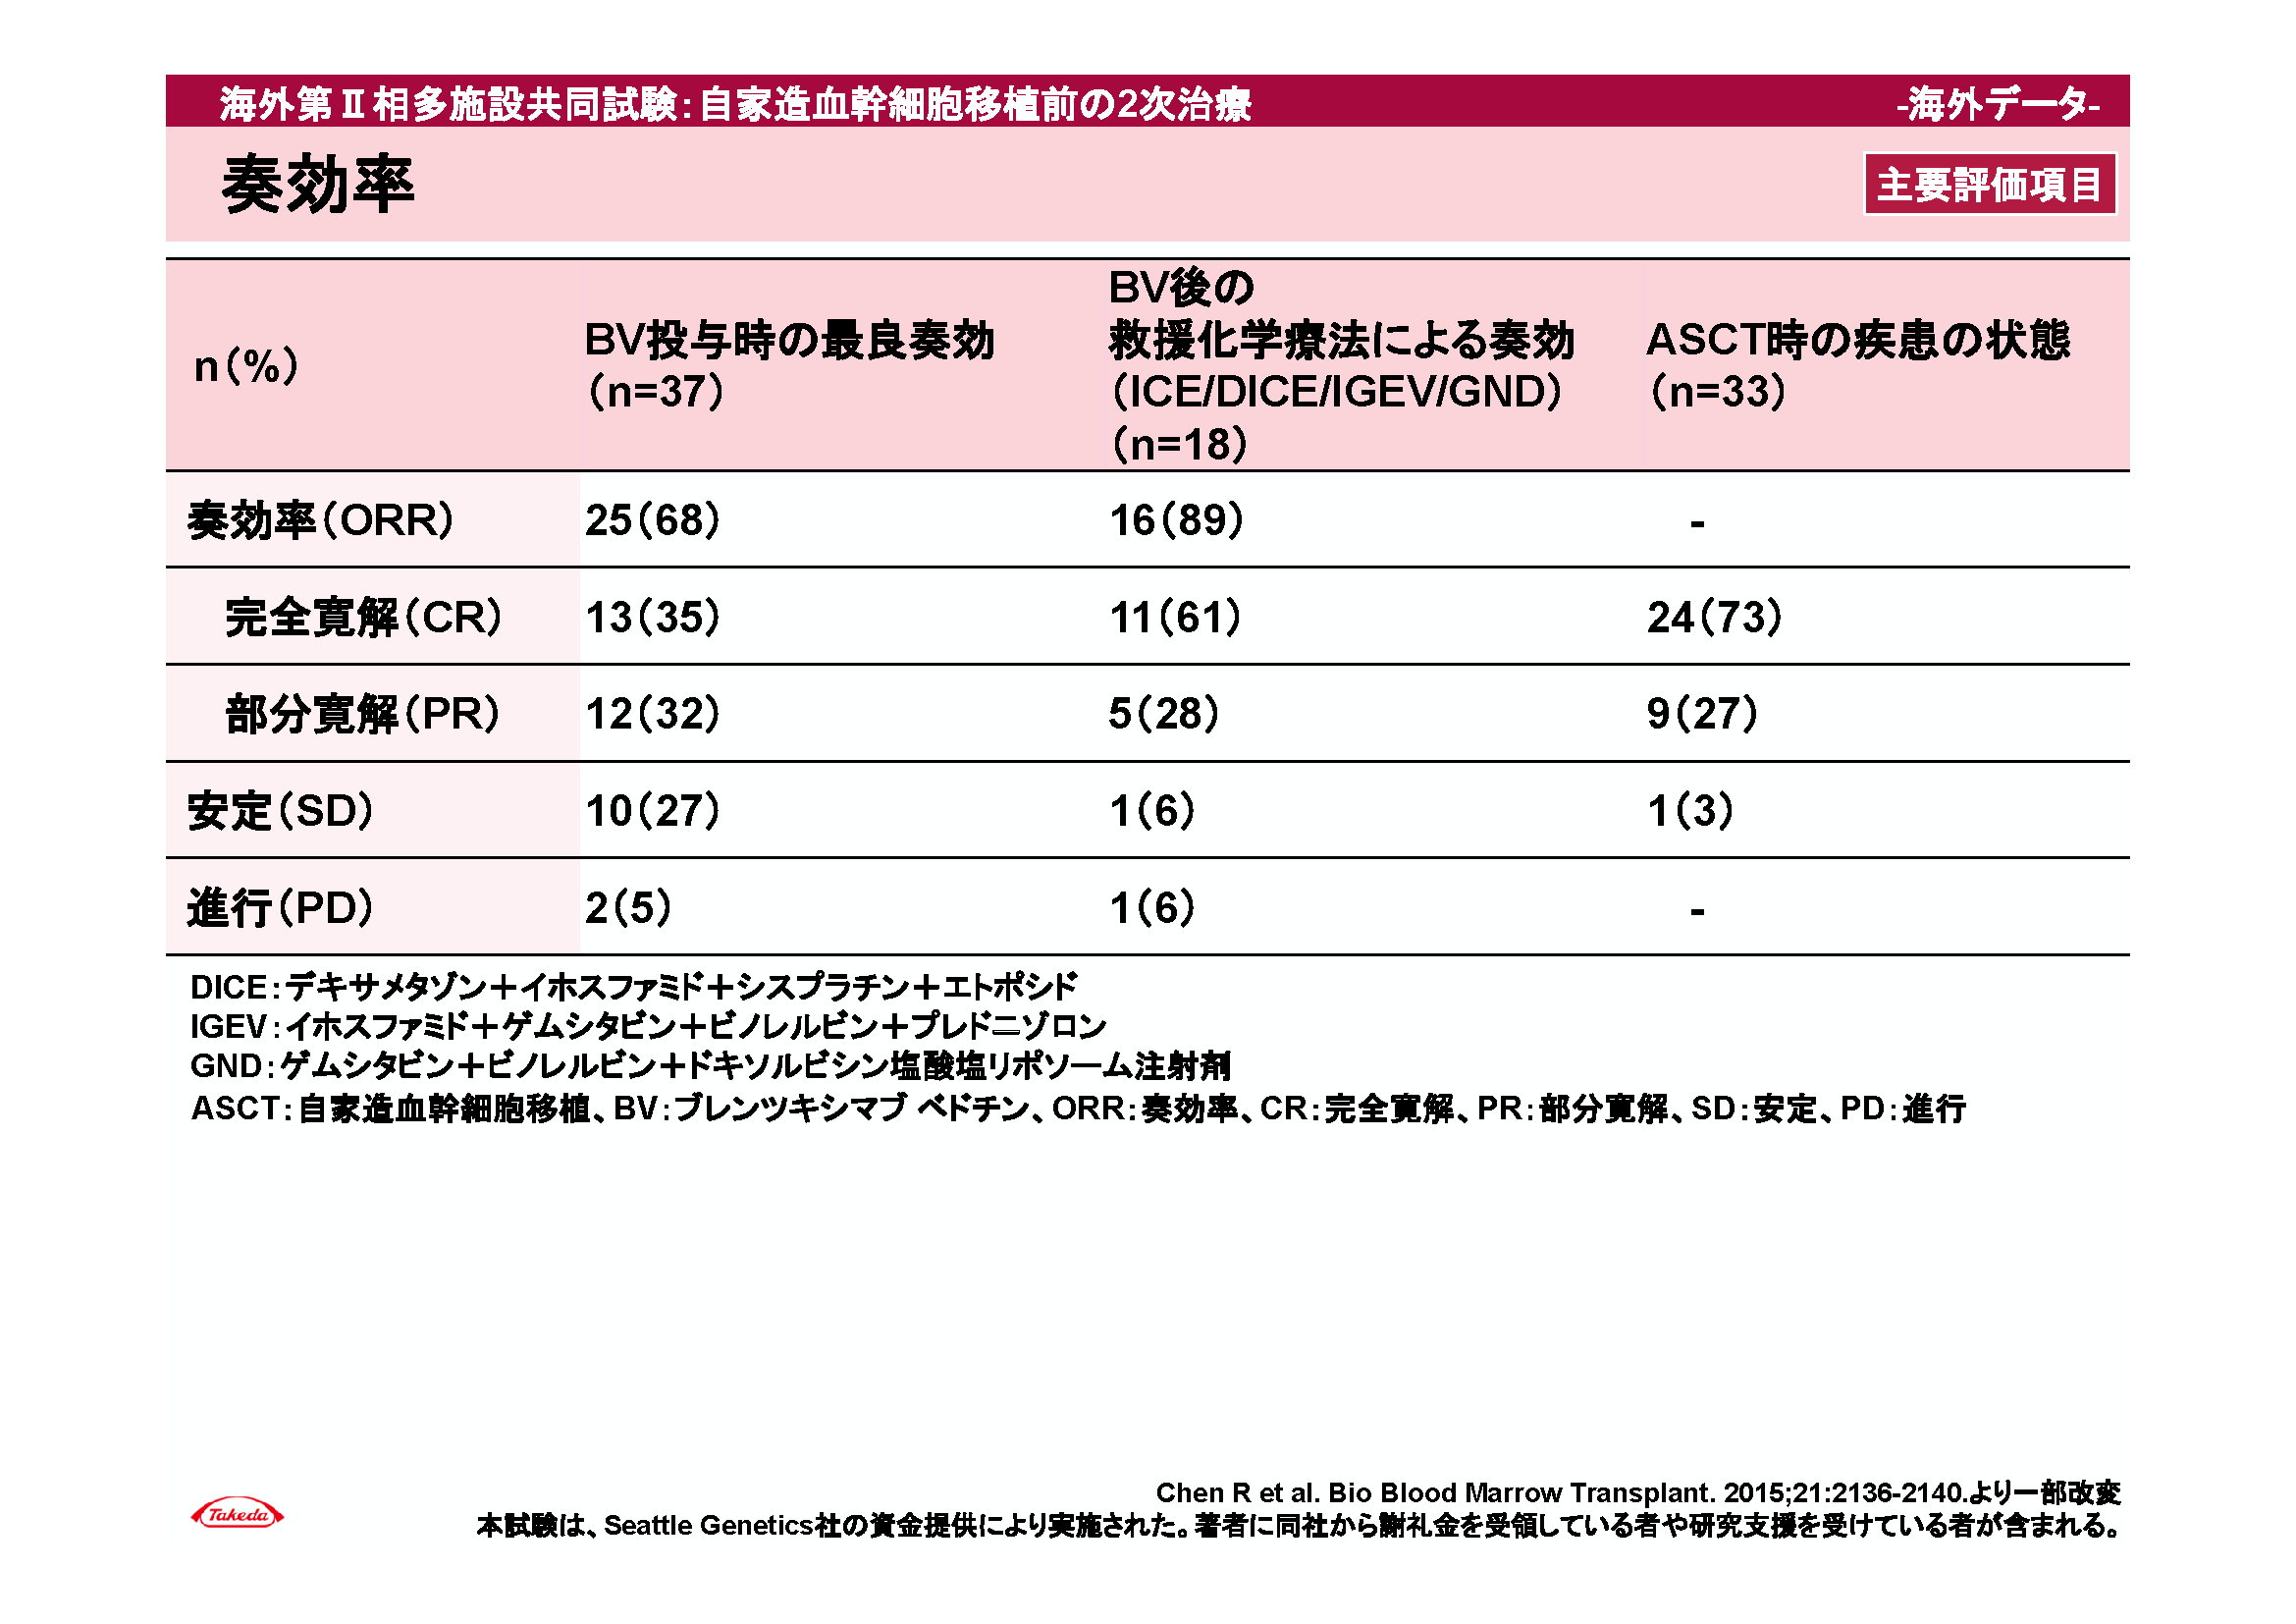 海外第Ⅱ相多施設共同試験：自家造血幹細胞移植前の2次治療
-海外データ-
奏効率
主要評価項目
n（%）
BV投与時の最良奏効
（n=37）
BV後の
救援化学療法による奏効
（ICE/DICE/IGEV/GND）
（n=18）
ASCT時の疾患の状態
（n=33）
奏効率（ORR） 25（68） 16（89） -
完全寛解（CR） 13（35） 11（61） 24（73）
部分寛解（PR） 12（32） 5（28） 9（27）
安定（SD） 10（27） 1（6） 1（3）
進行（PD） 2（5） 1（6） -
DICE：デキサメタゾン＋イホスファミド＋シスプラチン＋エトポシド
IGEV：イホスファミド＋ゲムシタビン＋ビノレルビン＋プレドニゾロン
GND：ゲムシタビン＋ビノレルビン＋ドキソルビシン塩酸塩リポソーム注射剤
ASCT：自家造血幹細胞移植、BV：ブレンツキシマブ ベドチン、ORR：奏効率、CR：完全寛解、PR：部分寛解、SD：安定、PD：進行
Chen R et al. Bio Blood Marrow Transplant. 2015;21:2136-2140.より一部改変
本試験は、Seattle Genetics社の資金提供により実施された。著者に同社から謝礼金を受領している者や研究支援を受けている者が含まれる。
Takeda